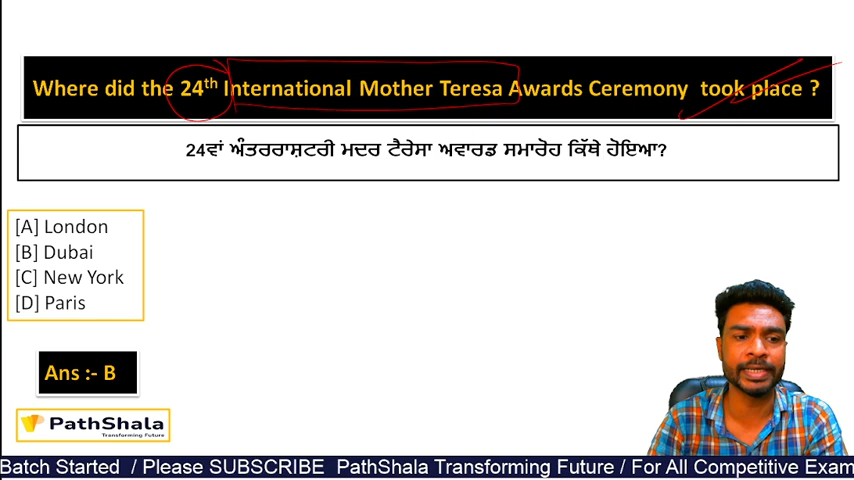 Where did the 24th International Mother Teresa Awards Ceremony took place ?
24ਵਾਂ ਅੰਤਰਰਾਸ਼ਟਰੀ ਮਦਰ ਟੈਰੇਸਾ ਅਵਾਰਡ ਸਮਾਰੋਹ ਕਿੱਥੇ ਹੋਇਆ?
[A] London
[B] Dubai
[C] New York
[D] Paris
Ans :- B
PathShala
Transforming Future
Batch Started / Please SUBSCRIBE PathShala Transforming Future / For All Competitive Exam